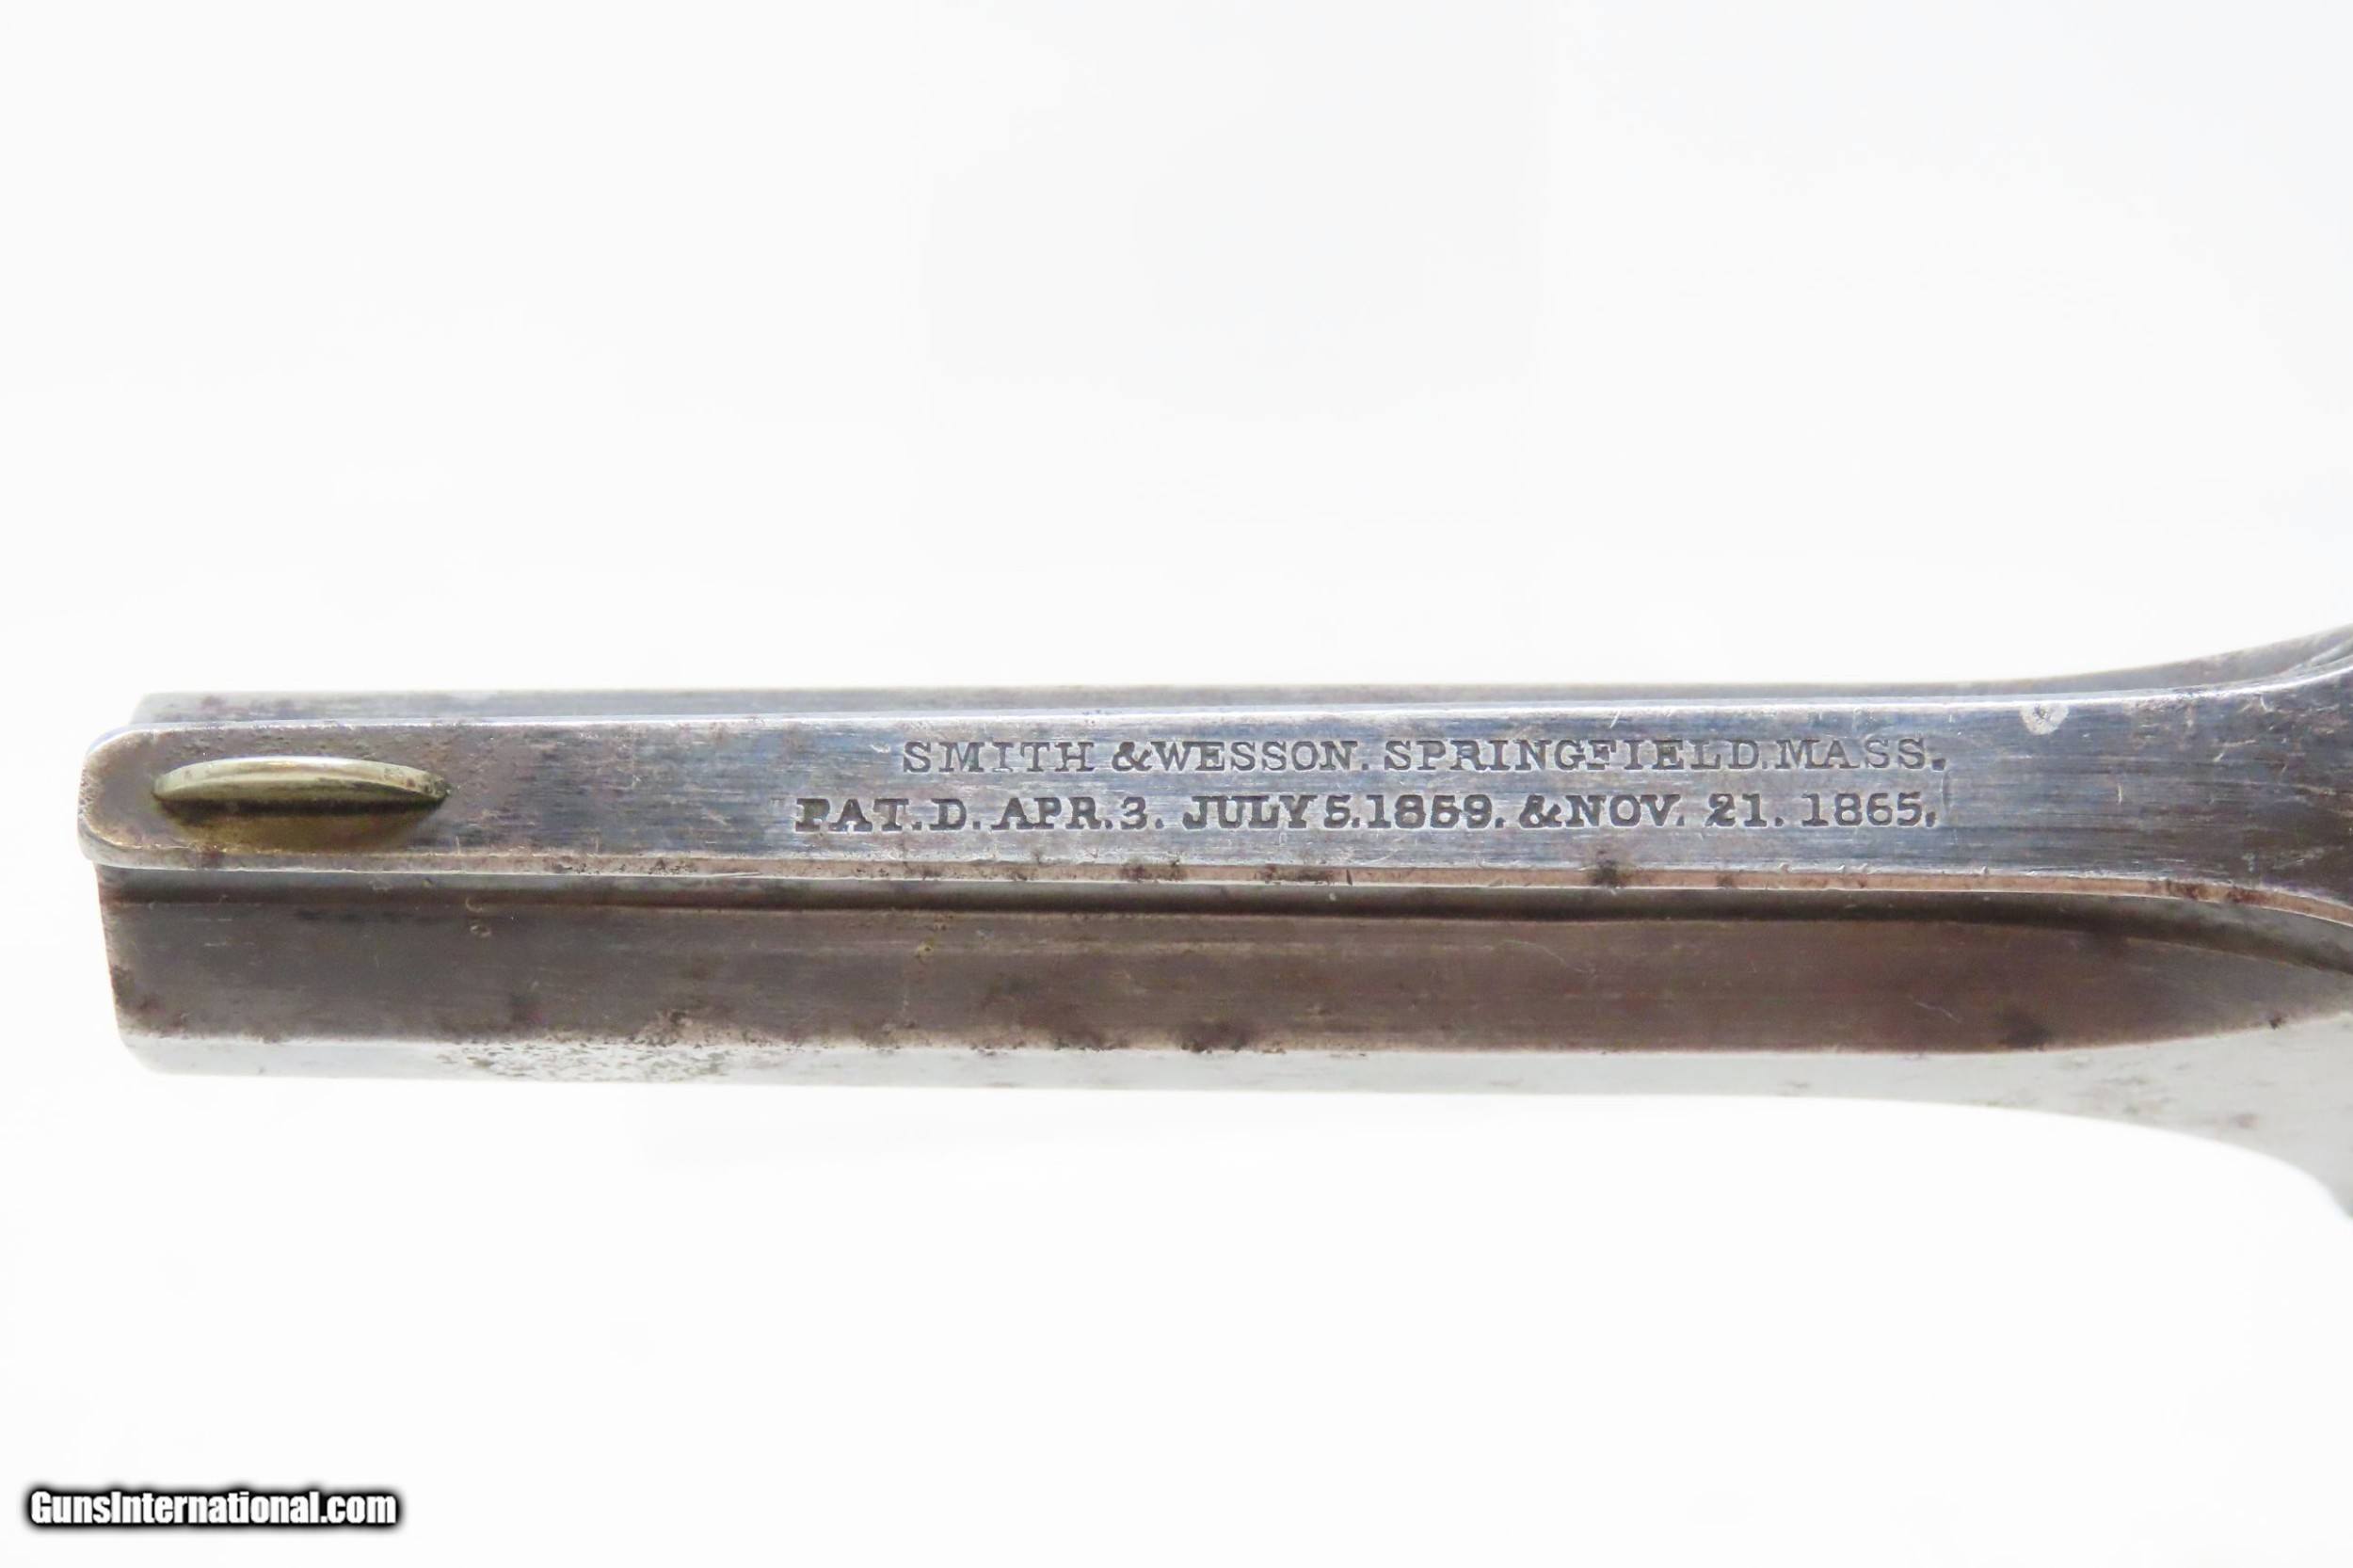 SMITH &WESSON. SPRINGFIELD.MASS.
PAT.D. APR.3. JULY 5.1859. &NOV. 21. 1865.
GunsInternational.com